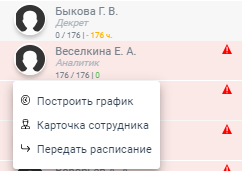 Быкова Г. В.
Декрет
0 / 176 | - 176 ч.
Веселкина Е. А.
Аналитик
176 / 176 | 0
Построить график
Карточка сотрудника
Передать расписание